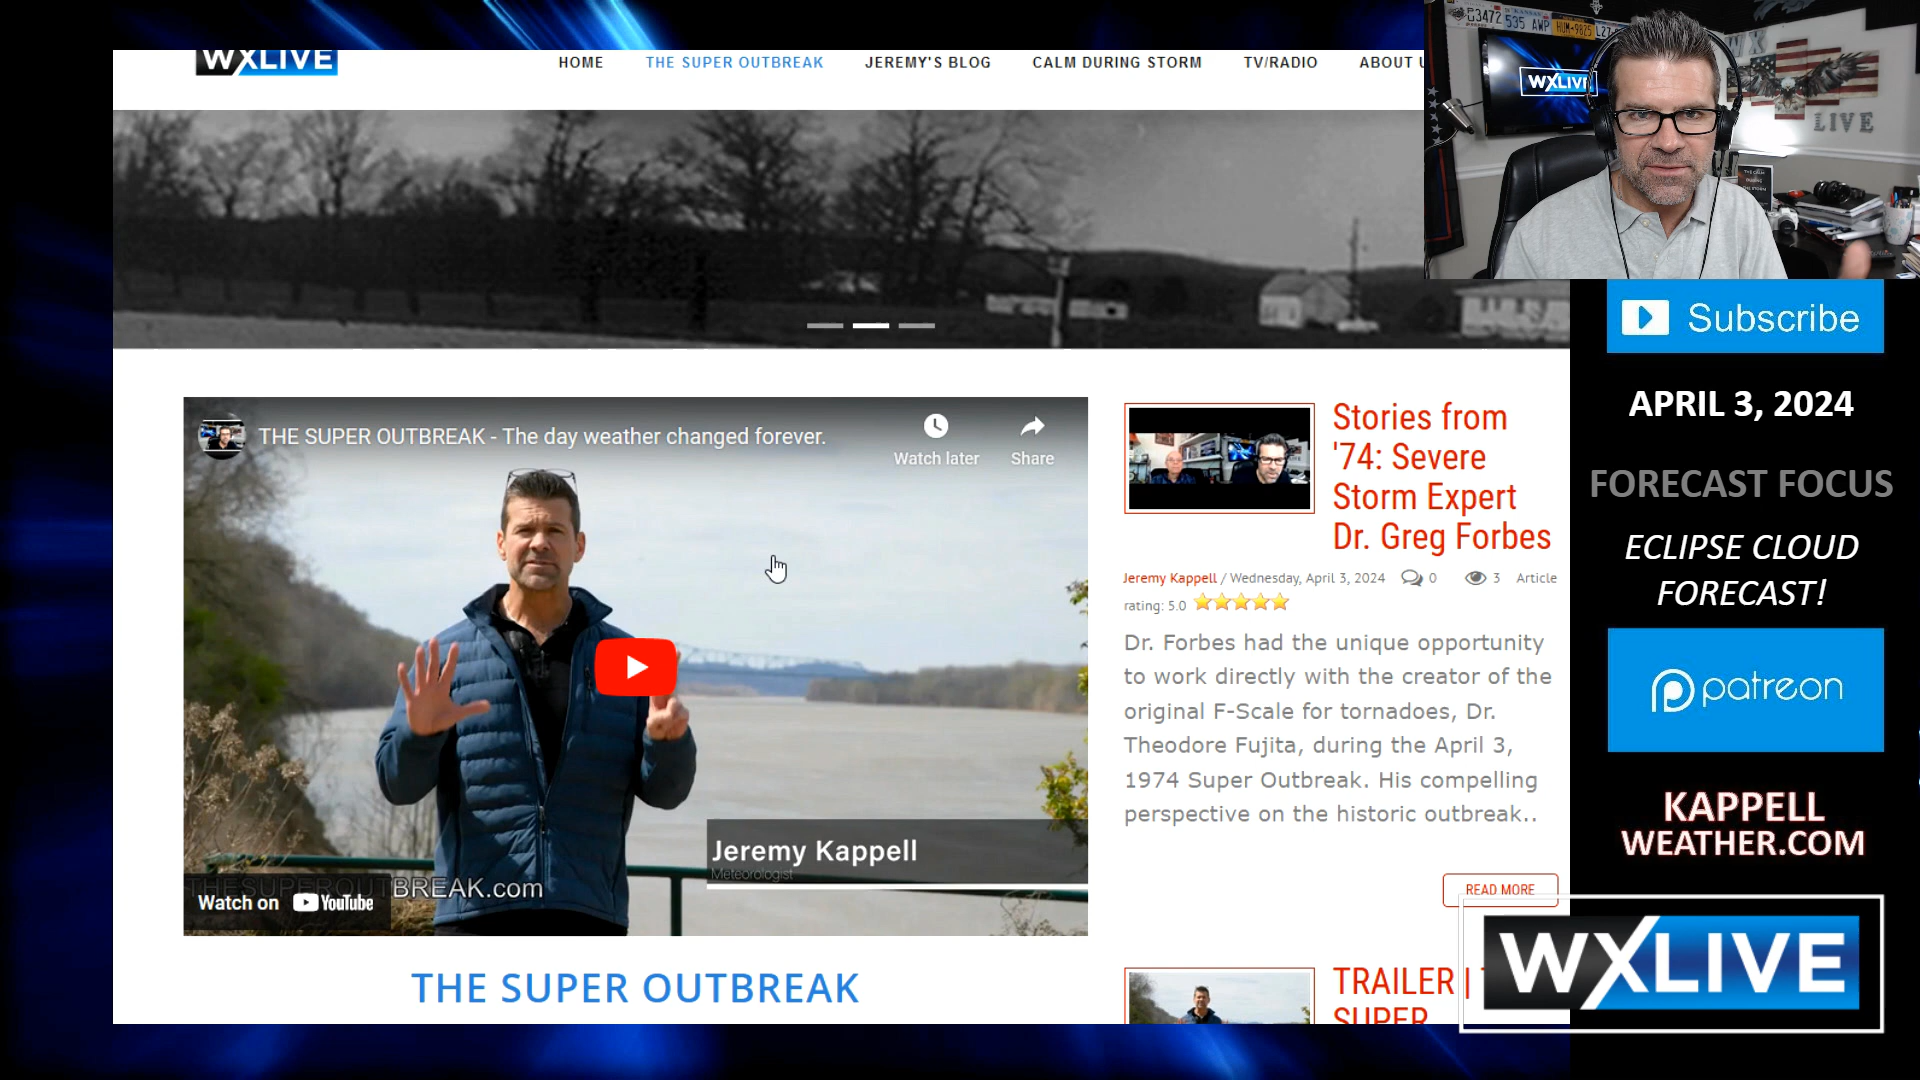 WXLIVE
HOME
THE SUPER OUTBREAK
JEREMY'S BLOG
CALM DURING STORM
TV/RADIO
ABOUT U
535 AWP
WXLIVE
LIVE
Subscribe
APRIL 3, 2024
FORECAST FOCUS
ECLIPSE CLOUD
FORECAST!
patreon
KAPPELL
WEATHER.COM
WXLIVE
THE SUPER OUTBREAK - The day weather changed forever.
Watch later
Share
Jeremy Kappell
Meteorologist
THESUPEROUTBREAK.com
Watch on YouTube
THE SUPER OUTBREAK
Stories from
'74: Severe
Storm Expert
Dr. Greg Forbes
Jeremy Kappell / Wednesday, April 3, 2024 0 3 Article
rating: 5.0
Dr. Forbes had the unique opportunity
to work directly with the creator of the
original F-Scale for tornadoes, Dr.
Theodore Fujita, during the April 3,
1974 Super Outbreak. His compelling
perspective on the historic outbreak..
READ MORE
TRAILER |
SUPER